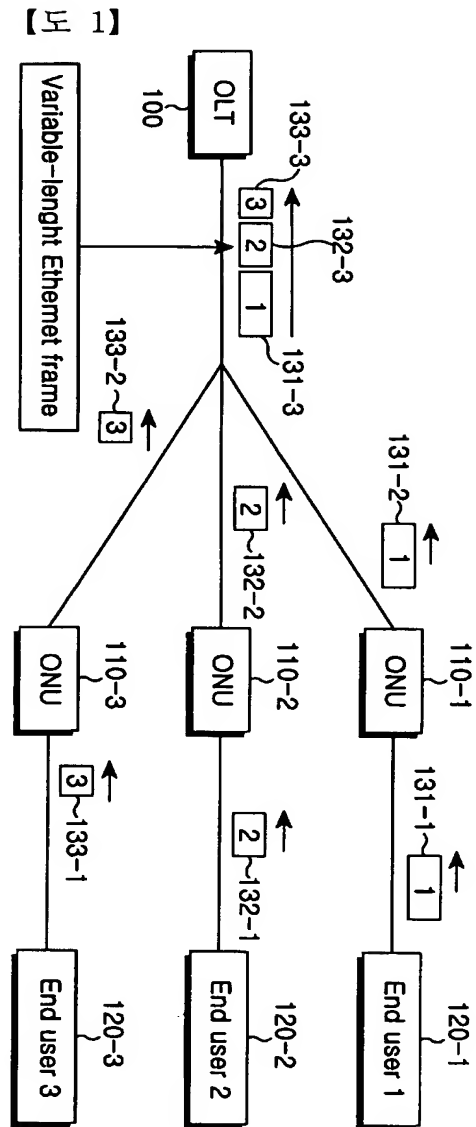 【도 1】
OLT
100
133-3
3
2
1
132-3
131-3
Variable-lenght Ethernet frame
131-2
1
132-2
2
133-2
3
ONU
110-1
ONU
110-2
ONU
110-3
131-1
1
132-1
2
133-1
3
End user 1
120-1
End user 2
120-2
End user 3
120-3